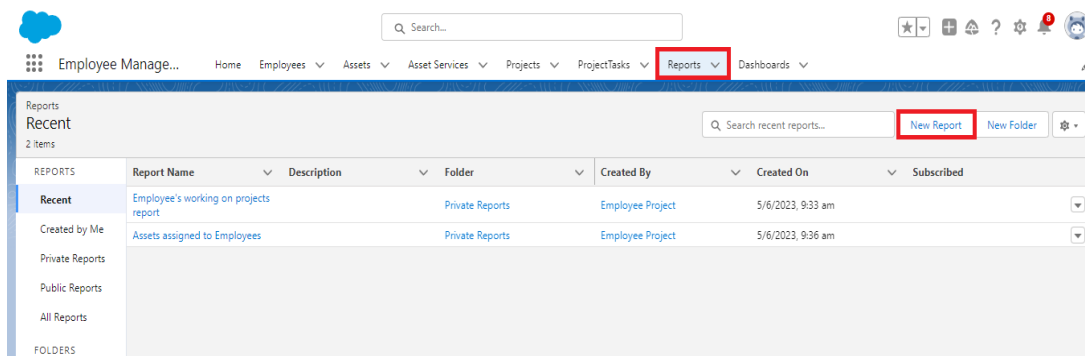 Search...
8
Employee Manage... Home Employees Assets Asset Services Projects ProjectTasks Reports Dashboards
Reports
Recent
2 items
Search recent reports...
New Report
New Folder
REPORTS
Report Name Description Folder Created By Created On Subscribed
Recent
Employee's working on projects
report
Private Reports Employee Project 5/6/2023, 9:33 am
Created by Me
Assets assigned to Employees Private Reports Employee Project 5/6/2023, 9:36 am
Private Reports
Public Reports
All Reports
FOLDERS